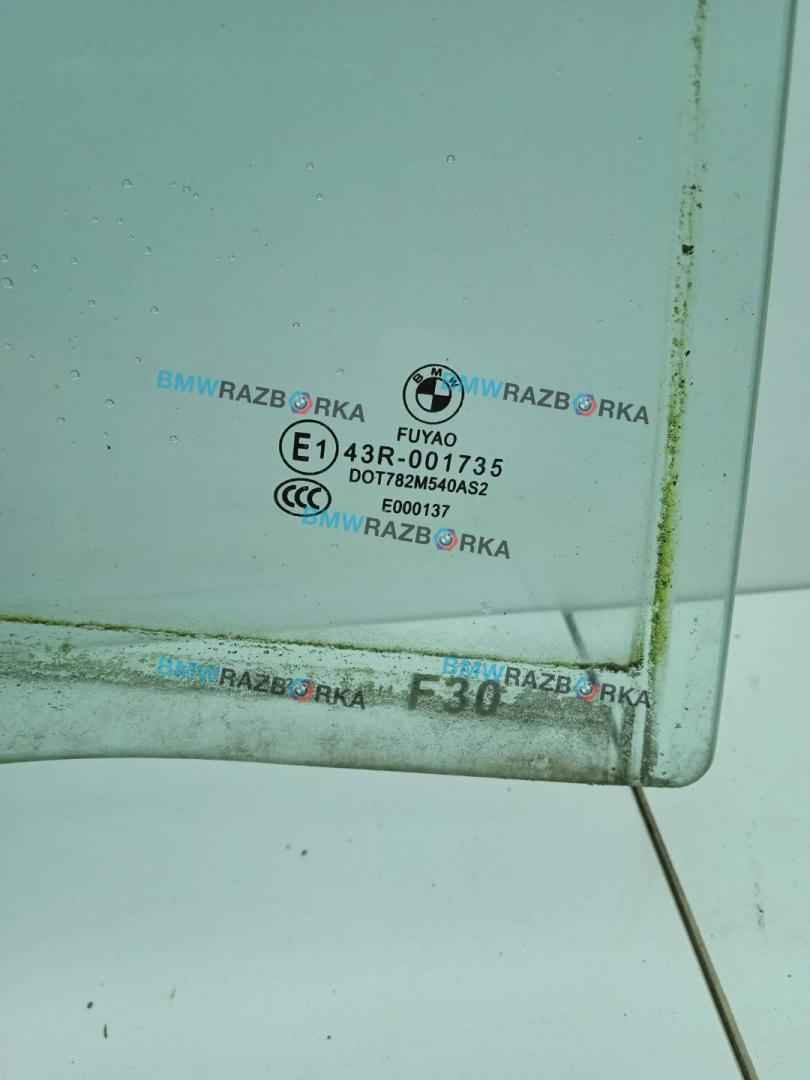 BMW
BMWRAZBORKA
BMWRAZBORKA
FUYAO
E1 43R-001735
DOT782M540AS2
CCC
E000137
BMWRAZBORKA
BMWRAZBORKA
BMWRAZBORKA
F30